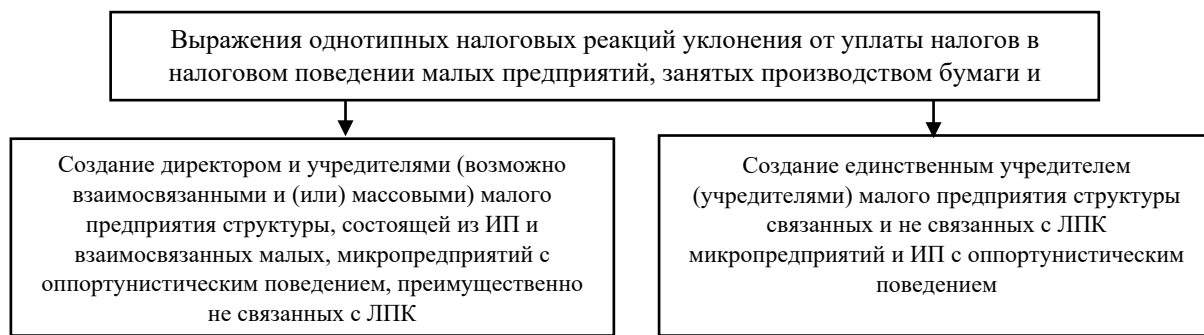 Выражения однотипных налоговых реакций уклонения от уплаты налогов в
налоговом поведении малых предприятий, занятых производством бумаги и
Создание директором и учредителями (возможно
взаимосвязанными и (или) массовыми) малого
предприятия структуры, состоящей из ИП и
взаимосвязанных малых, микропредприятий с
оппортунистическим поведением, преимущественно
не связанных с ЛПК
Создание единственным учредителем
(учредителями) малого предприятия структуры
связанных и не связанных с ЛПК
микропредприятий и ИП с оппортунистическим
поведением